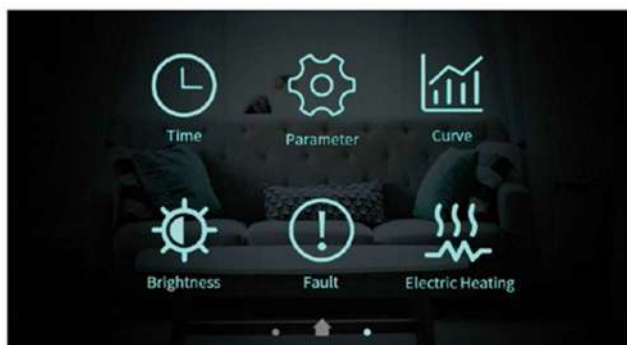 Time
Parameter
Curve
Brightness
Fault
Electric Heating